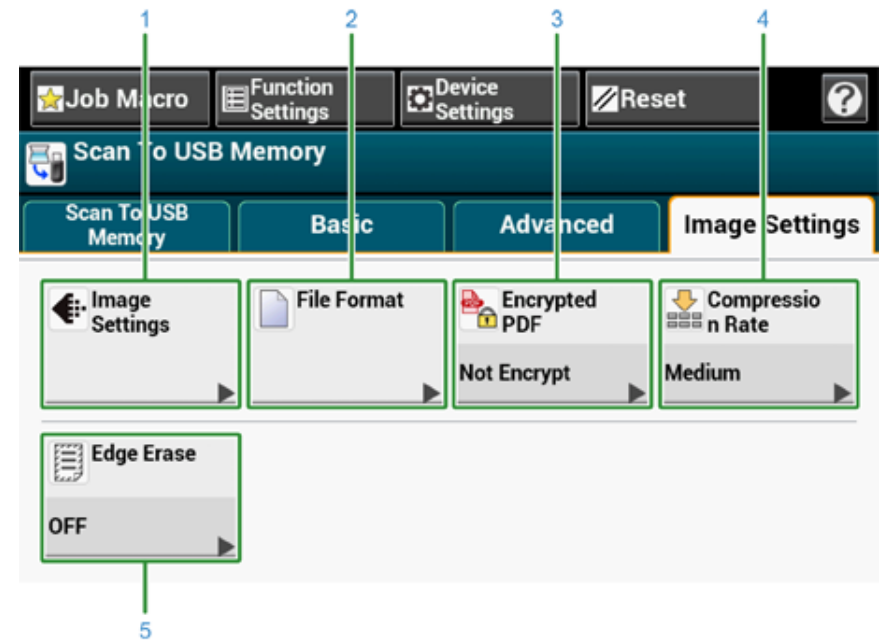 1 2 3 4
Job Macro Function Settings Device Settings Reset ?
Scan To USB Memory
Scan To USB Memory Basic Advanced Image Settings
Image Settings File Format Encrypted PDF Compressio
n Rate
Not Encrypt Medium
Edge Erase
OFF
5